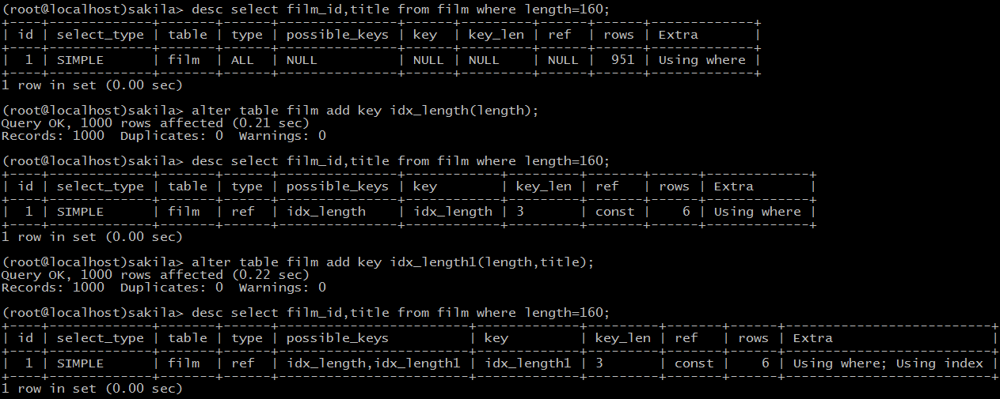 (root@localhost)sakila> desc select film_id,title from film where length=160;
+----+-------------+-------+------+---------------+------+---------+------+------+-------------+
| id | select_type | table | type | possible_keys | key  | key_len | ref  | rows | Extra       |
+----+-------------+-------+------+---------------+------+---------+------+------+-------------+
|  1 | SIMPLE      | film  | ALL  | NULL          | NULL | NULL    | NULL |  951 | Using where |
+----+-------------+-------+------+---------------+------+---------+------+------+-------------+
1 row in set (0.00 sec)

(root@localhost)sakila> alter table film add key idx_length(length);
Query OK, 1000 rows affected (0.21 sec)
Records: 1000  Duplicates: 0  Warnings: 0

(root@localhost)sakila> desc select film_id,title from film where length=160;
+----+-------------+-------+------+---------------+------------+---------+-------+------+-------------+
| id | select_type | table | type | possible_keys | key        | key_len | ref   | rows | Extra       |
+----+-------------+-------+------+---------------+------------+---------+-------+------+-------------+
|  1 | SIMPLE      | film  | ref  | idx_length    | idx_length | 3       | const |    6 | Using where |
+----+-------------+-------+------+---------------+------------+---------+-------+------+-------------+
1 row in set (0.00 sec)

(root@localhost)sakila> alter table film add key idx_length1(length,title);
Query OK, 1000 rows affected (0.22 sec)
Records: 1000  Duplicates: 0  Warnings: 0

(root@localhost)sakila> desc select film_id,title from film where length=160;
+----+-------------+-------+------+------------------------+-------------+---------+-------+------+--------------------------+
| id | select_type | table | type | possible_keys          | key         | key_len | ref   | rows | Extra                    |
+----+-------------+-------+------+------------------------+-------------+---------+-------+------+--------------------------+
|  1 | SIMPLE      | film  | ref  | idx_length,idx_length1 | idx_length1 | 3       | const |    6 | Using where; Using index |
+----+-------------+-------+------+------------------------+-------------+---------+-------+------+--------------------------+
1 row in set (0.00 sec)